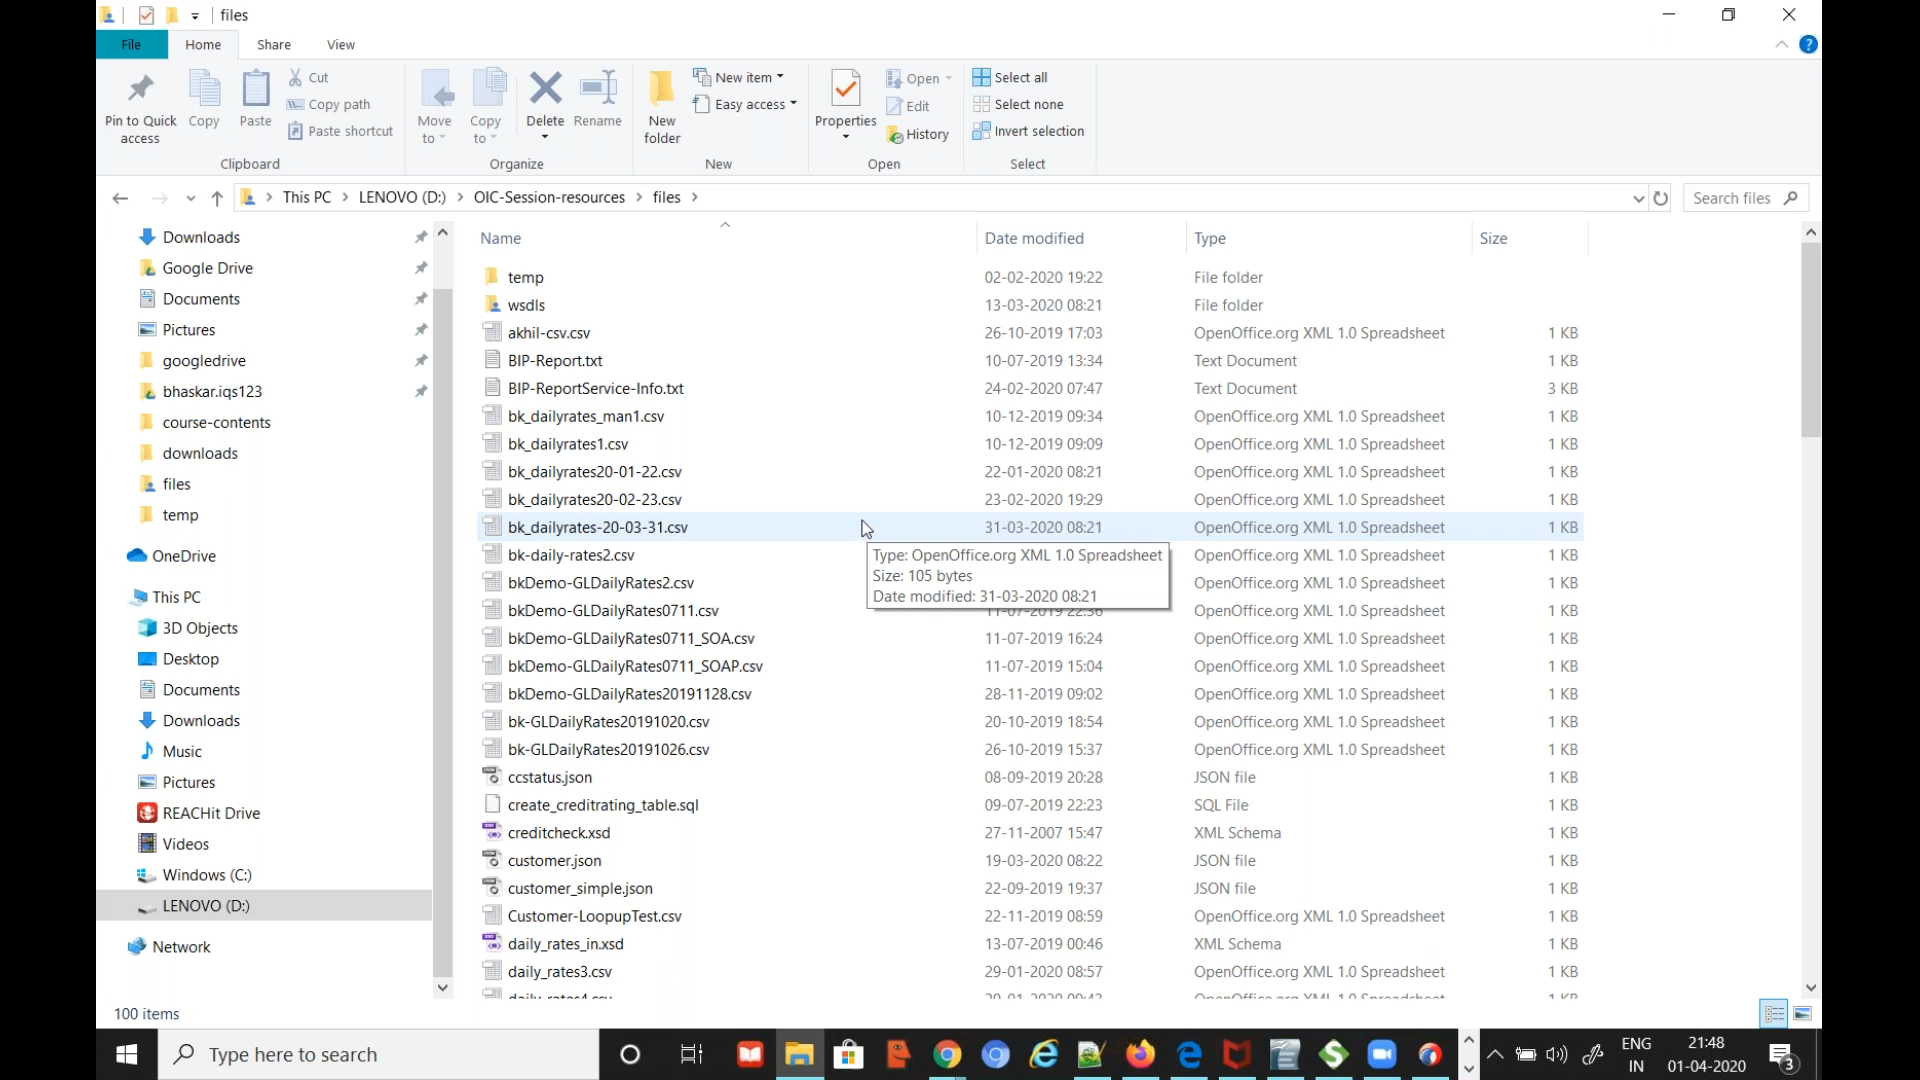 files
File Home Share View
Pin to Quick access
Copy
Paste
Cut
Copy path
Paste shortcut
Clipboard
Move to
Copy to
Delete
Rename
Organize
New folder
New item
Easy access
New
Properties
Open
Edit
History
Open
Select all
Select none
Invert selection
Select
This PC > LENOVO (D:) > OIC-Session-resources > files >
Search files
Downloads
Google Drive
Documents
Pictures
googledrive
bhaskar.iqs123
course-contents
downloads
files
temp
OneDrive
This PC
3D Objects
Desktop
Documents
Downloads
Music
Pictures
REACHit Drive
Videos
Windows (C:)
LENOVO (D:)
Network
Name Date modified Type Size
temp 02-02-2020 19:22 File folder
wsdls 13-03-2020 08:21 File folder
akhil-csv.csv 26-10-2019 17:03 OpenOffice.org XML 1.0 Spreadsheet 1 KB
BIP-Report.txt 10-07-2019 13:34 Text Document 1 KB
BIP-ReportService-Info.txt 24-02-2020 07:47 Text Document 3 KB
bk_dailyrates_man1.csv 10-12-2019 09:34 OpenOffice.org XML 1.0 Spreadsheet 1 KB
bk_dailyrates1.csv 10-12-2019 09:09 OpenOffice.org XML 1.0 Spreadsheet 1 KB
bk_dailyrates20-01-22.csv 22-01-2020 08:21 OpenOffice.org XML 1.0 Spreadsheet 1 KB
bk_dailyrates20-02-23.csv 23-02-2020 19:29 OpenOffice.org XML 1.0 Spreadsheet 1 KB
bk_dailyrates-20-03-31.csv 31-03-2020 08:21 OpenOffice.org XML 1.0 Spreadsheet 1 KB
bk-daily-rates2.csv OpenOffice.org XML 1.0 Spreadsheet 1 KB
Type: OpenOffice.org XML 1.0 Spreadsheet
Size: 105 bytes
Date modified: 31-03-2020 08:21
bkDemo-GLDailyRates2.csv OpenOffice.org XML 1.0 Spreadsheet 1 KB
bkDemo-GLDailyRates0711.csv 11-07-2019 22:36 OpenOffice.org XML 1.0 Spreadsheet 1 KB
bkDemo-GLDailyRates0711_SOA.csv 11-07-2019 16:24 OpenOffice.org XML 1.0 Spreadsheet 1 KB
bkDemo-GLDailyRates0711_SOAP.csv 11-07-2019 15:04 OpenOffice.org XML 1.0 Spreadsheet 1 KB
bkDemo-GLDailyRates20191128.csv 28-11-2019 09:02 OpenOffice.org XML 1.0 Spreadsheet 1 KB
bk-GLDailyRates20191020.csv 20-10-2019 18:54 OpenOffice.org XML 1.0 Spreadsheet 1 KB
bk-GLDailyRates20191026.csv 26-10-2019 15:37 OpenOffice.org XML 1.0 Spreadsheet 1 KB
ccstatus.json 08-09-2019 20:28 JSON file 1 KB
create_creditrating_table.sql 09-07-2019 22:23 SQL File 1 KB
creditcheck.xsd 27-11-2007 15:47 XML Schema 1 KB
customer.json 19-03-2020 08:22 JSON file 1 KB
customer_simple.json 22-09-2019 19:37 JSON file 1 KB
Customer-LoopupTest.csv 22-11-2019 08:59 OpenOffice.org XML 1.0 Spreadsheet 1 KB
daily_rates_in.xsd 13-07-2019 00:46 XML Schema 1 KB
daily_rates3.csv 29-01-2020 08:57 OpenOffice.org XML 1.0 Spreadsheet 1 KB
100 items
Type here to search
ENG
IN
21:48
01-04-2020
3